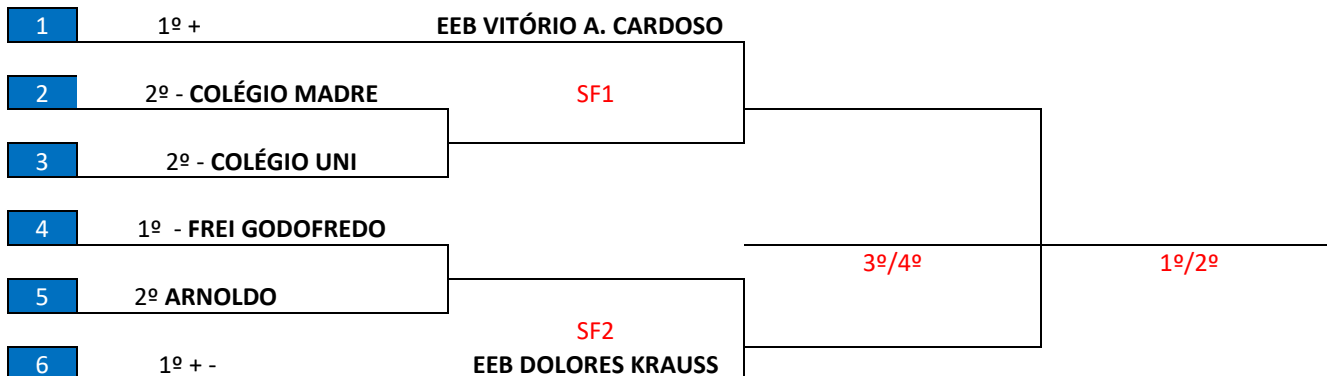 1 1º + EEB VITÓRIO A. CARDOSO
2 2º - COLÉGIO MADRE SF1
3 2º - COLÉGIO UNI
4 1º - FREI GODOFREDO
3º/4º 1º/2º
5 2º ARNOLDO
SF2
6 1º + - EEB DOLORES KRAUSS